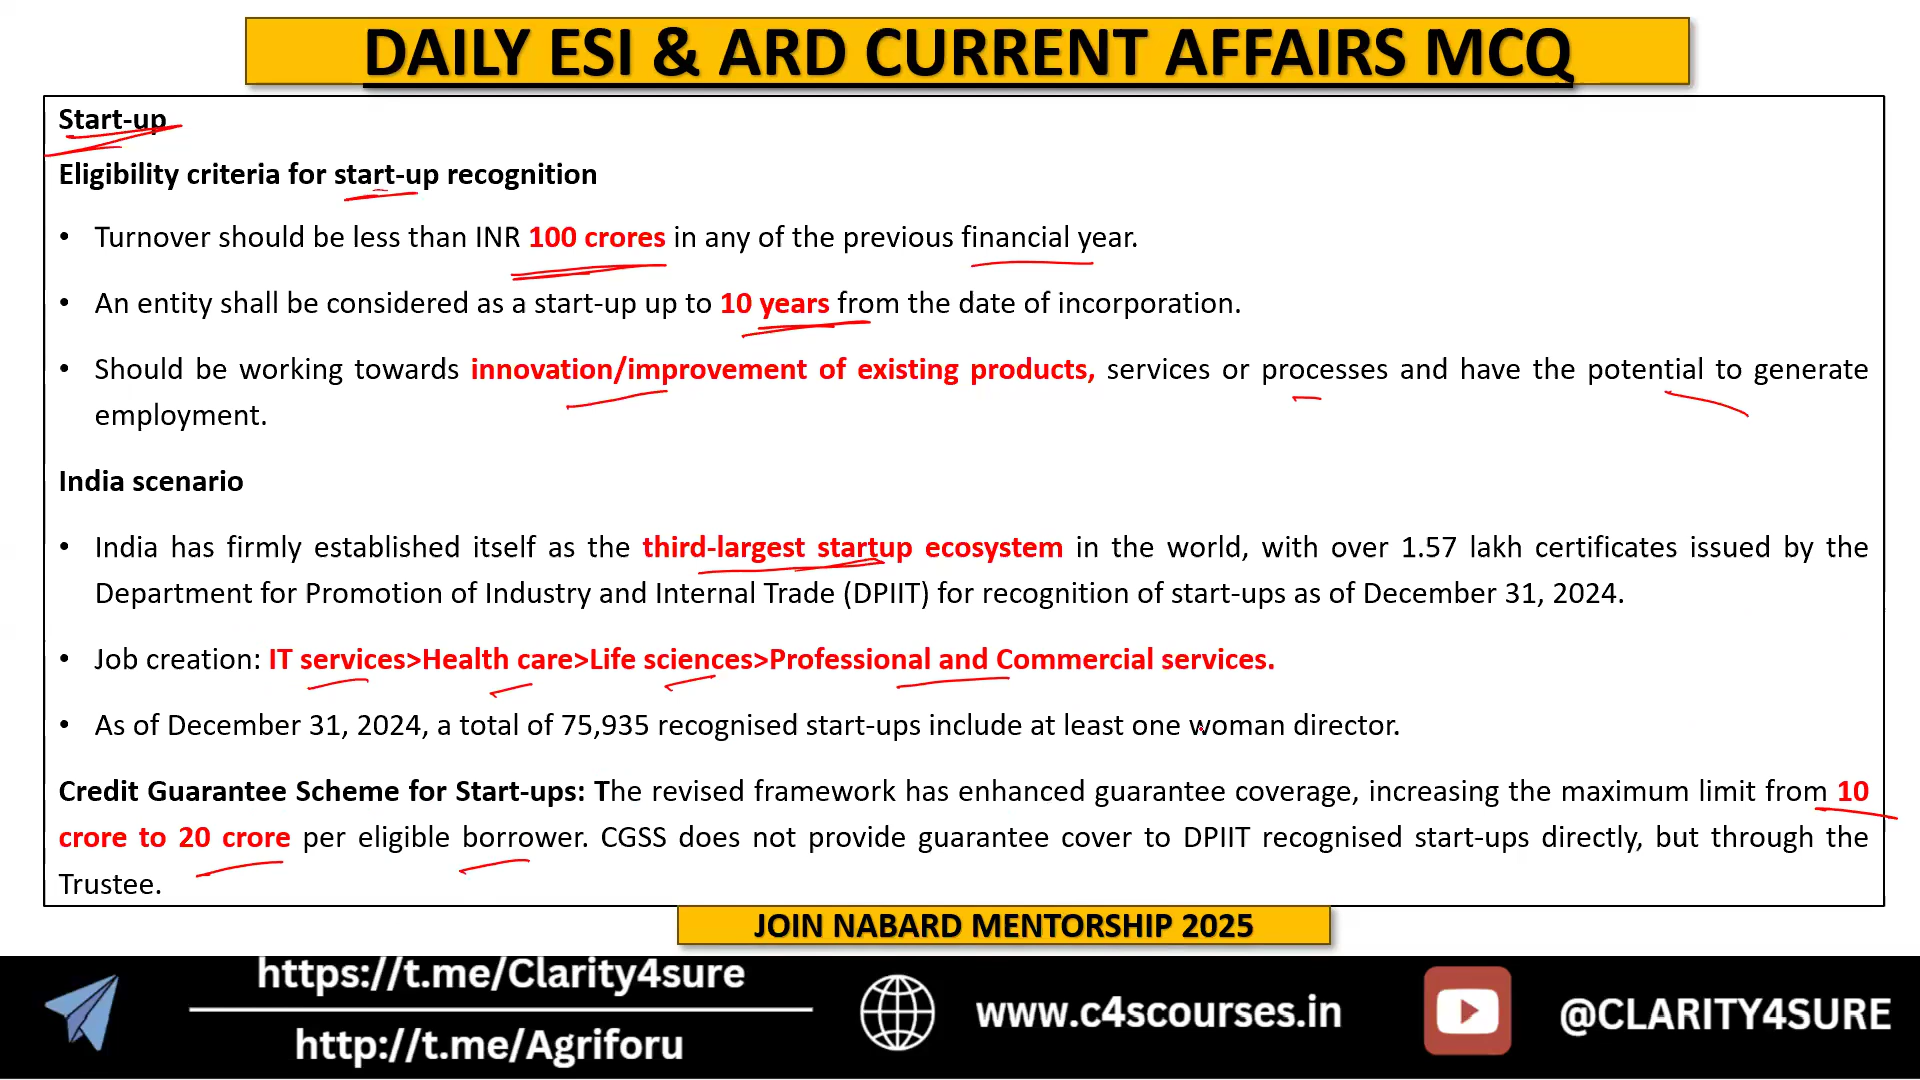 DAILY ESI & ARD CURRENT AFFAIRS MCQ
Start-up
Eligibility criteria for start-up recognition
• Turnover should be less than INR 100 crores in any of the previous financial year.
• An entity shall be considered as a start-up up to 10 years from the date of incorporation.
• Should be working towards innovation/improvement of existing products, services or processes and have the potential to generate
employment.
India scenario
• India has firmly established itself as the third-largest startup ecosystem in the world, with over 1.57 lakh certificates issued by the
Department for Promotion of Industry and Internal Trade (DPIIT) for recognition of start-ups as of December 31, 2024.
• Job creation: IT services>Health care>Life sciences>Professional and Commercial services.
• As of December 31, 2024, a total of 75,935 recognised start-ups include at least one woman director.
Credit Guarantee Scheme for Start-ups: The revised framework has enhanced guarantee coverage, increasing the maximum limit from 10
crore to 20 crore per eligible borrower. CGSS does not provide guarantee cover to DPIIT recognised start-ups directly, but through the
Trustee.
JOIN NABARD MENTORSHIP 2025
https://t.me/Clarity4sure
http://t.me/Agriforu
www.c4scourses.in
@CLARITY4SURE